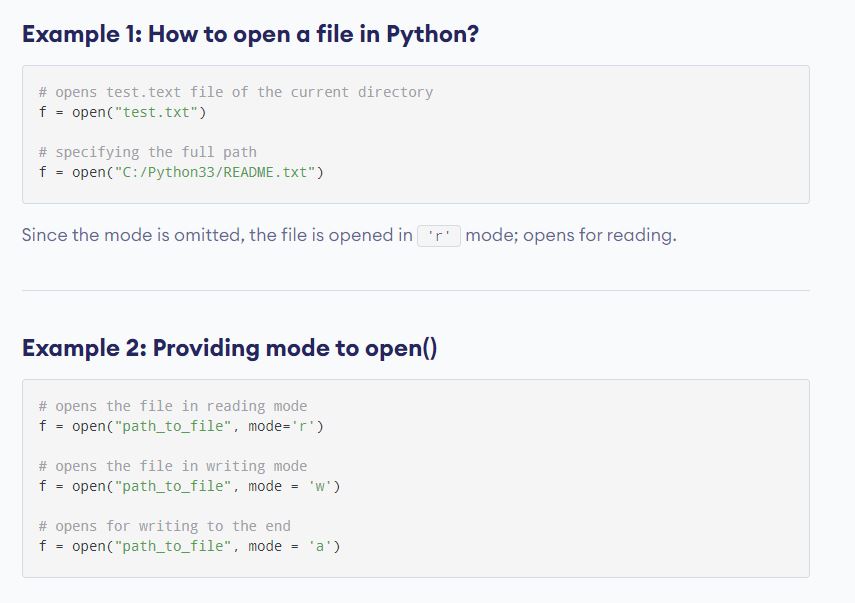 Example 1: How to open a file in Python?
# opens test.text file of the current directory
f = open("test.txt")
# specifying the full path
f = open("C:/Python33/README.txt")
Since the mode is omitted, the file is opened in 'r' mode; opens for reading.
Example 2: Providing mode to open()
# opens the file in reading mode
f = open("path_to_file", mode='r')
# opens the file in writing mode
f = open("path_to_file", mode = 'w')
# opens for writing to the end
f = open("path_to_file", mode = 'a')